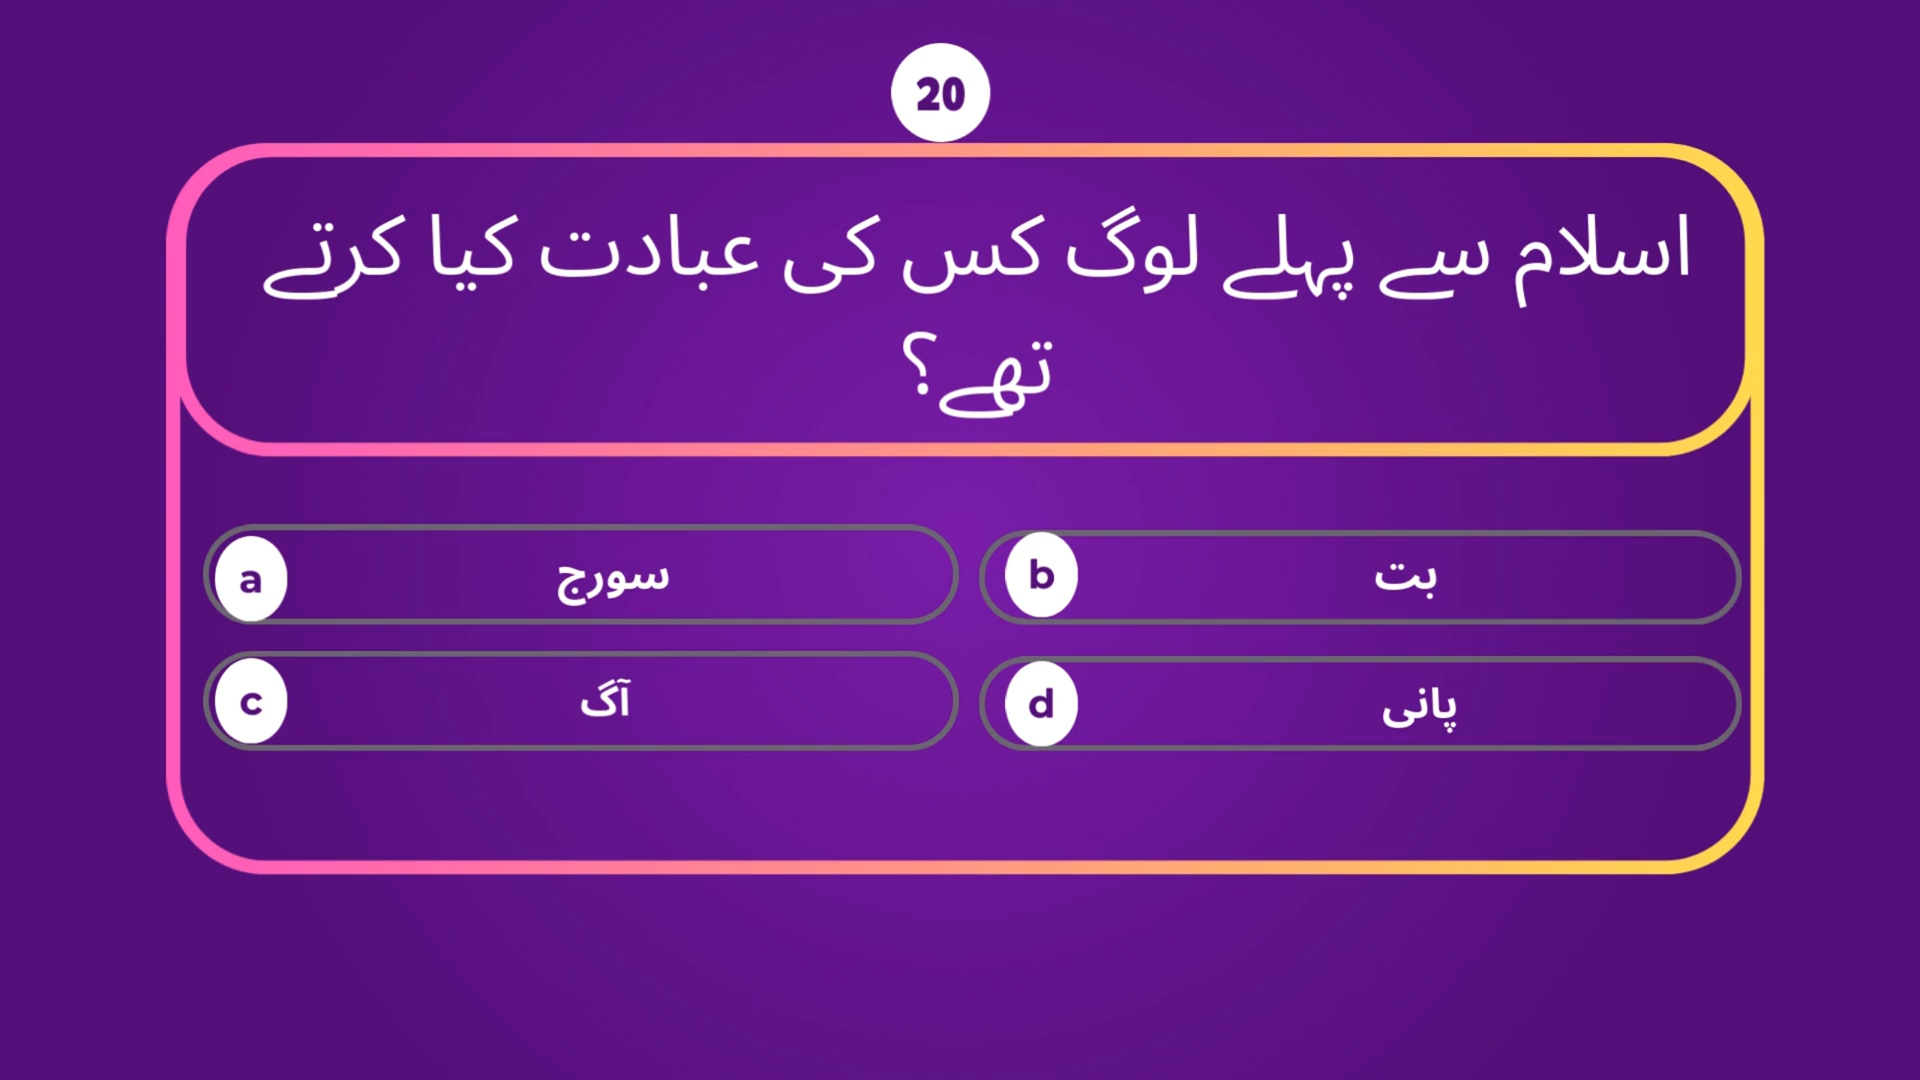 20
اسلام سے پہلے لوگ کس کی عبادت کیا کرتے
تھے؟
a سورج
b بت
c آگ
d پانی